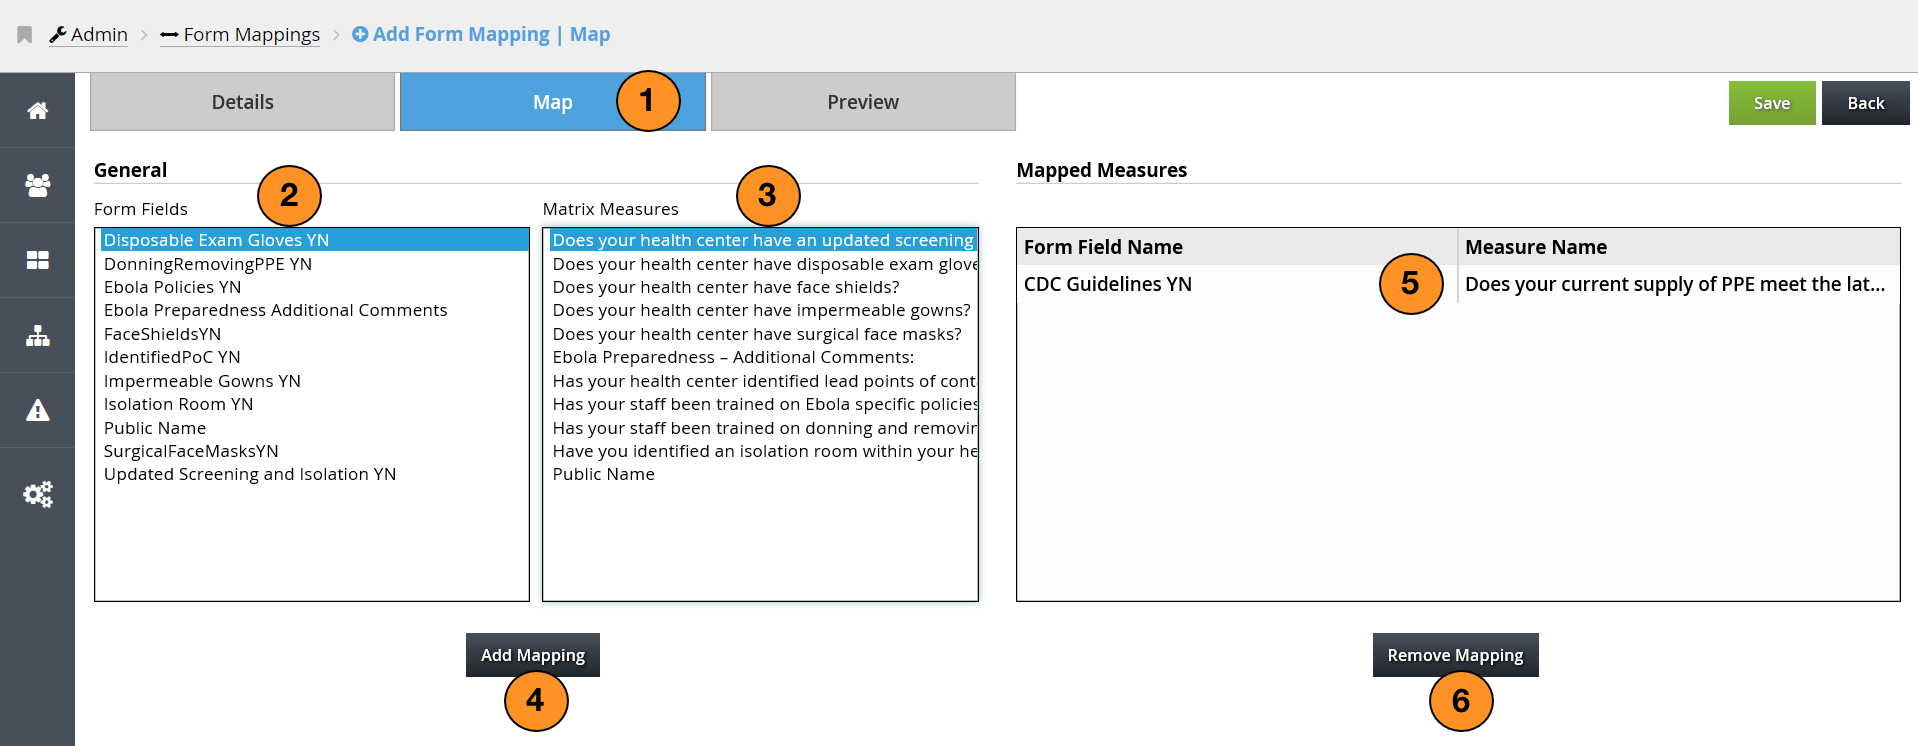 Admin > Form Mappings > Add Form Mapping | Map
Details
Map
1
Preview
Save
Back
General
2
3
Form Fields
Matrix Measures
Disposable Exam Gloves YN
DonningRemovingPPE YN
Ebola Policies YN
Ebola Preparedness Additional Comments
FaceShieldsYN
IdentifiedPoC YN
Impermeable Gowns YN
Isolation Room YN
Public Name
SurgicalFaceMasksYN
Updated Screening and Isolation YN
Does your health center have an updated screening
Does your health center have disposable exam glove
Does your health center have face shields?
Does your health center have impermeable gowns?
Does your health center have surgical face masks?
Ebola Preparedness – Additional Comments:
Has your health center identified lead points of cont
Has your staff been trained on Ebola specific policies
Has your staff been trained on donning and removin
Have you identified an isolation room within your he
Public Name
Add Mapping
4
Mapped Measures
Form Field Name
Measure Name
CDC Guidelines YN
5
Does your current supply of PPE meet the lat...
Remove Mapping
6